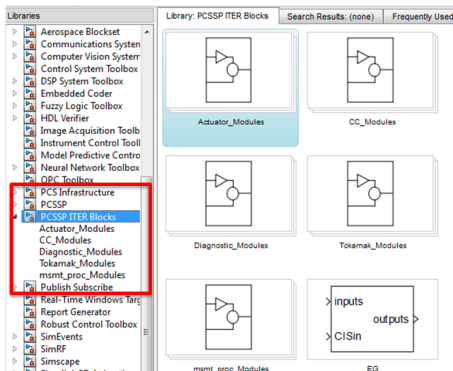 Libraries
Aerospace Blockset
Communications Systen
Computer Vision System
Control System Toolbox
DSP System Toolbox
Embedded Coder
Fuzzy Logic Toolbox
HDL Verifier
Image Acquisition Toolb
Instrument Control Tool
Model Predictive Contro
Neural Network Toolbox
OPC Toolbox
PCS Infrastructure
PCSSP
PCSSP ITER Blocks
Actuator_Modules
CC_Modules
Diagnostic_Modules
Tokamak_Modules
msmt_proc_Modules
Publish Subscribe
Real-Time Windows Targ
Report Generator
Robust Control Toolbox
SimEvents
SimRF
Simscape
Library: PCSSP ITER Blocks
Search Results: (none)
Frequently Used
Actuator_Modules
CC_Modules
Diagnostic_Modules
Tokamak_Modules
msmt_proc_Modules
inputs
outputs
CISin
EG